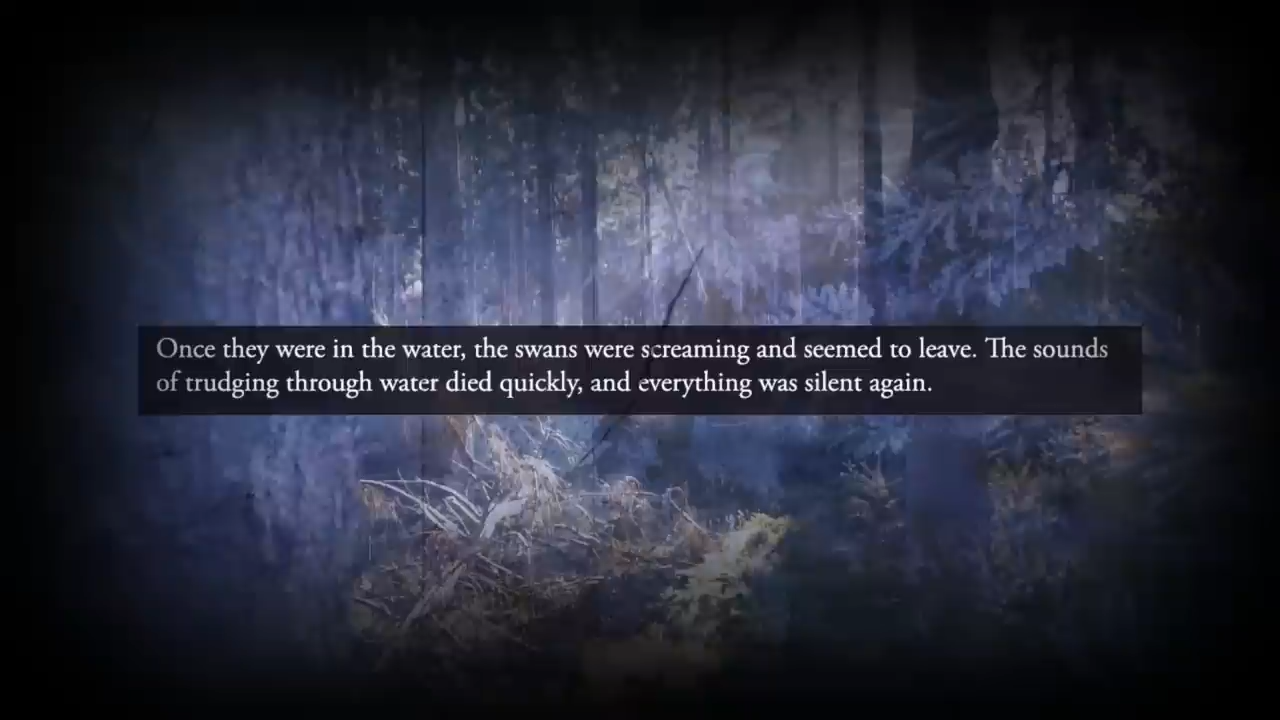 Once they were in the water, the swans were screaming and seemed to leave. The sounds
of trudging through water died quickly, and everything was silent again.